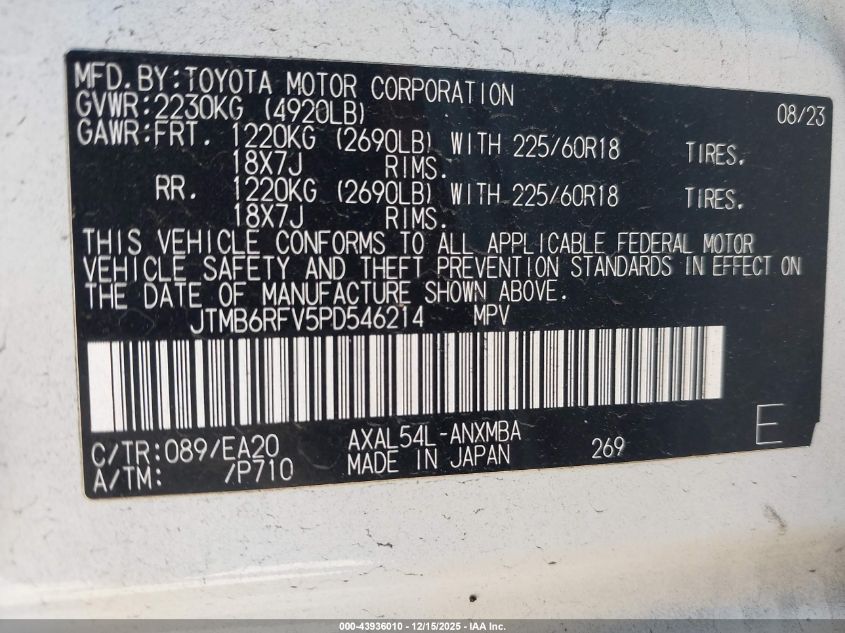 MFD.BY:TOYOTA MOTOR CORPORATION 08/23
GVWR:2230KG (4920LB)
GAWR:FRT. 1220KG (2690LB) WITH 225/60R18 TIRES.
18X7J RIMS.
RR. 1220KG (2690LB) WITH 225/60R18 TIRES.
18X7J RIMS.
THIS VEHICLE CONFORMS TO ALL APPLICABLE FEDERAL MOTOR
VEHICLE SAFETY AND THEFT PREVENTION STANDARDS IN EFFECT ON
THE DATE OF MANUFACTURE SHOWN ABOVE.
JTMB6RFV5PD546214 MPV
C/TR:089/EA20 AXAL54L-ANXMBA 269 E
A/TM: /P710 MADE IN JAPAN
000-43936010 - 12/15/2025 - IAA Inc.